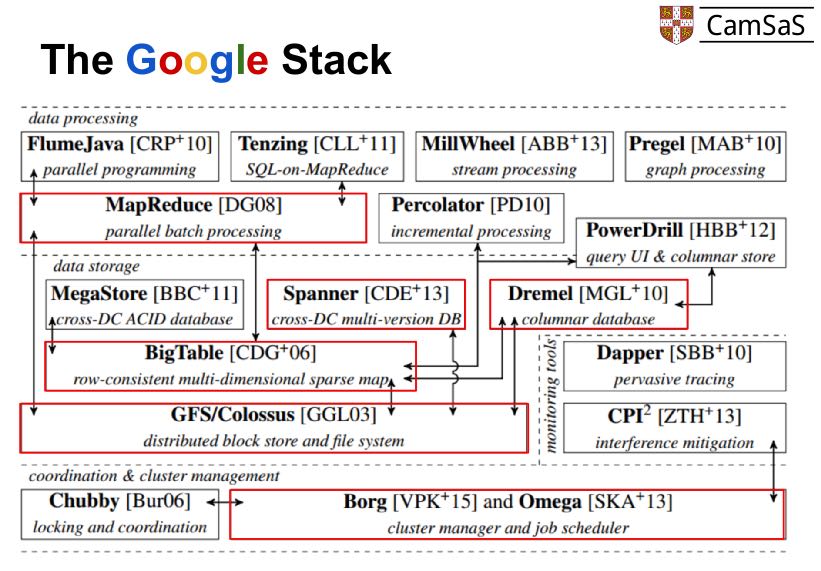 CamSaS
The Google Stack
data processing
FlumeJava [CRP+10]
parallel programming
Tenzing [CLL+11]
SQL-on-MapReduce
MillWheel [ABB+13]
stream processing
Pregel [MAB+10]
graph processing
MapReduce [DG08]
parallel batch processing
Percolator [PD10]
incremental processing
PowerDrill [HBB+12]
query UI & columnar store
data storage
MegaStore [BBC+11]
cross-DC ACID database
Spanner [CDE+13]
cross-DC multi-version DB
Dremel [MGL+10]
columnar database
BigTable [CDG+06]
row-consistent multi-dimensional sparse map
monitoring tools
Dapper [SBB+10]
pervasive tracing
GFS/Colossus [GGL03]
distributed block store and file system
CPI² [ZTH+13]
interference mitigation
coordination & cluster management
Chubby [Bur06]
locking and coordination
Borg [VPK+15] and Omega [SKA+13]
cluster manager and job scheduler